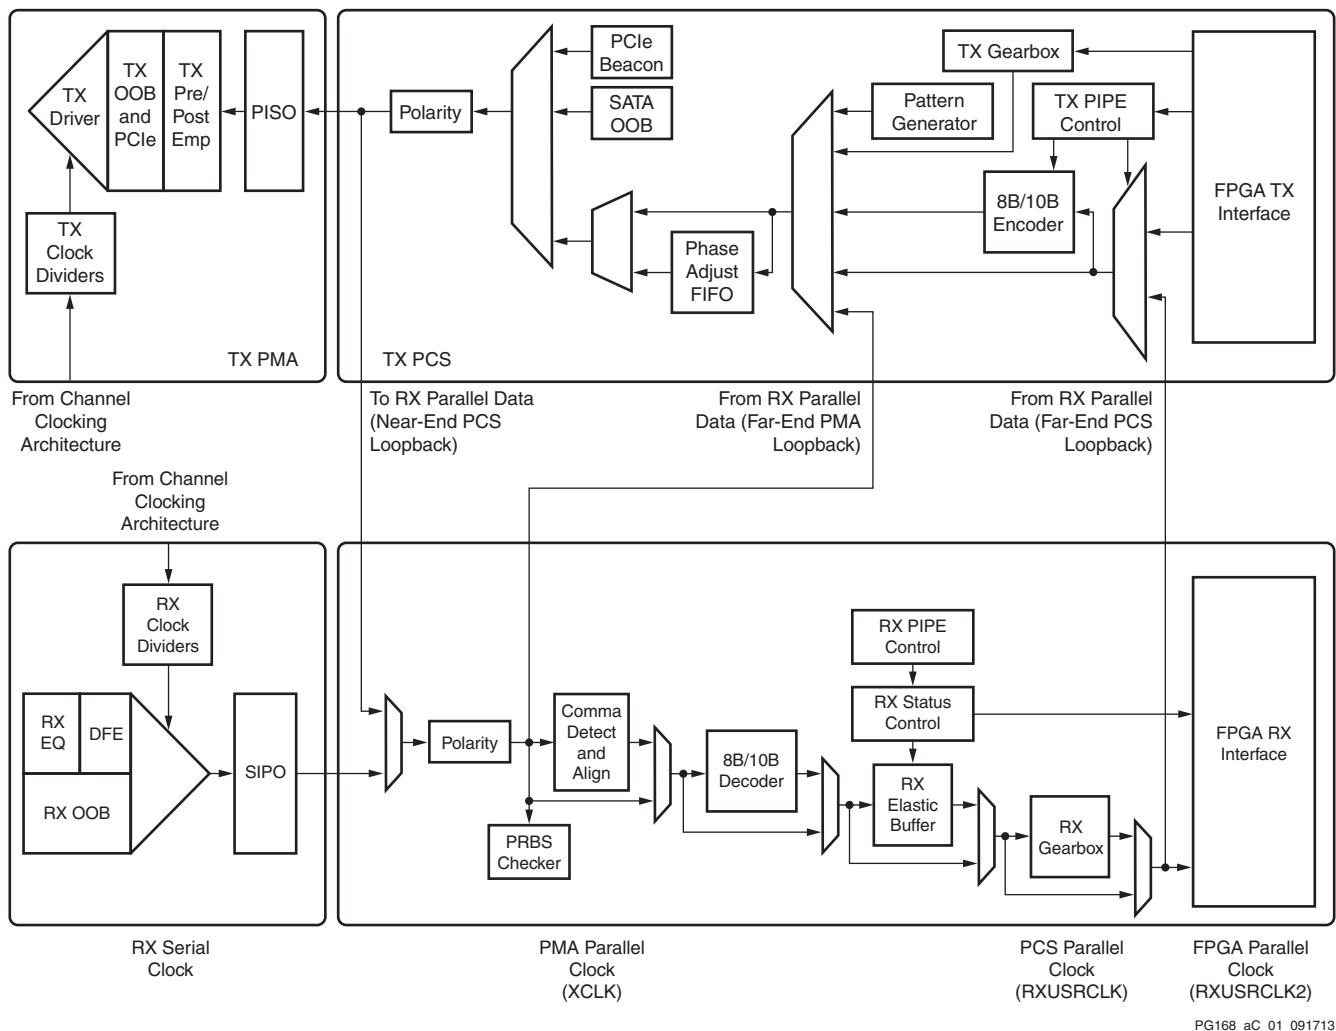 TX
Driver
TX
OOB
and
PCIe
TX
Pre/
Post
Emp
PISO
TX
Clock
Dividers
TX PMA
Polarity
PCIe
Beacon
SATA
OOB
Phase
Adjust
FIFO
Pattern
Generator
TX Gearbox
TX PIPE
Control
8B/10B
Encoder
FPGA TX
Interface
TX PCS
From Channel
Clocking
Architecture
To RX Parallel Data
(Near-End PCS
Loopback)
From RX Parallel
Data (Far-End PMA
Loopback)
From RX Parallel
Data (Far-End PCS
Loopback)
From Channel
Clocking
Architecture
RX
Clock
Dividers
RX
EQ
DFE
RX OOB
SIPO
Polarity
Comma
Detect
and
Align
PRBS
Checker
8B/10B
Decoder
RX PIPE
Control
RX Status
Control
RX
Elastic
Buffer
RX
Gearbox
FPGA RX
Interface
RX Serial
Clock
PMA Parallel
Clock
(XCLK)
PCS Parallel
Clock
(RXUSRCLK)
FPGA Parallel
Clock
(RXUSRCLK2)
PG168_aC_01_091713